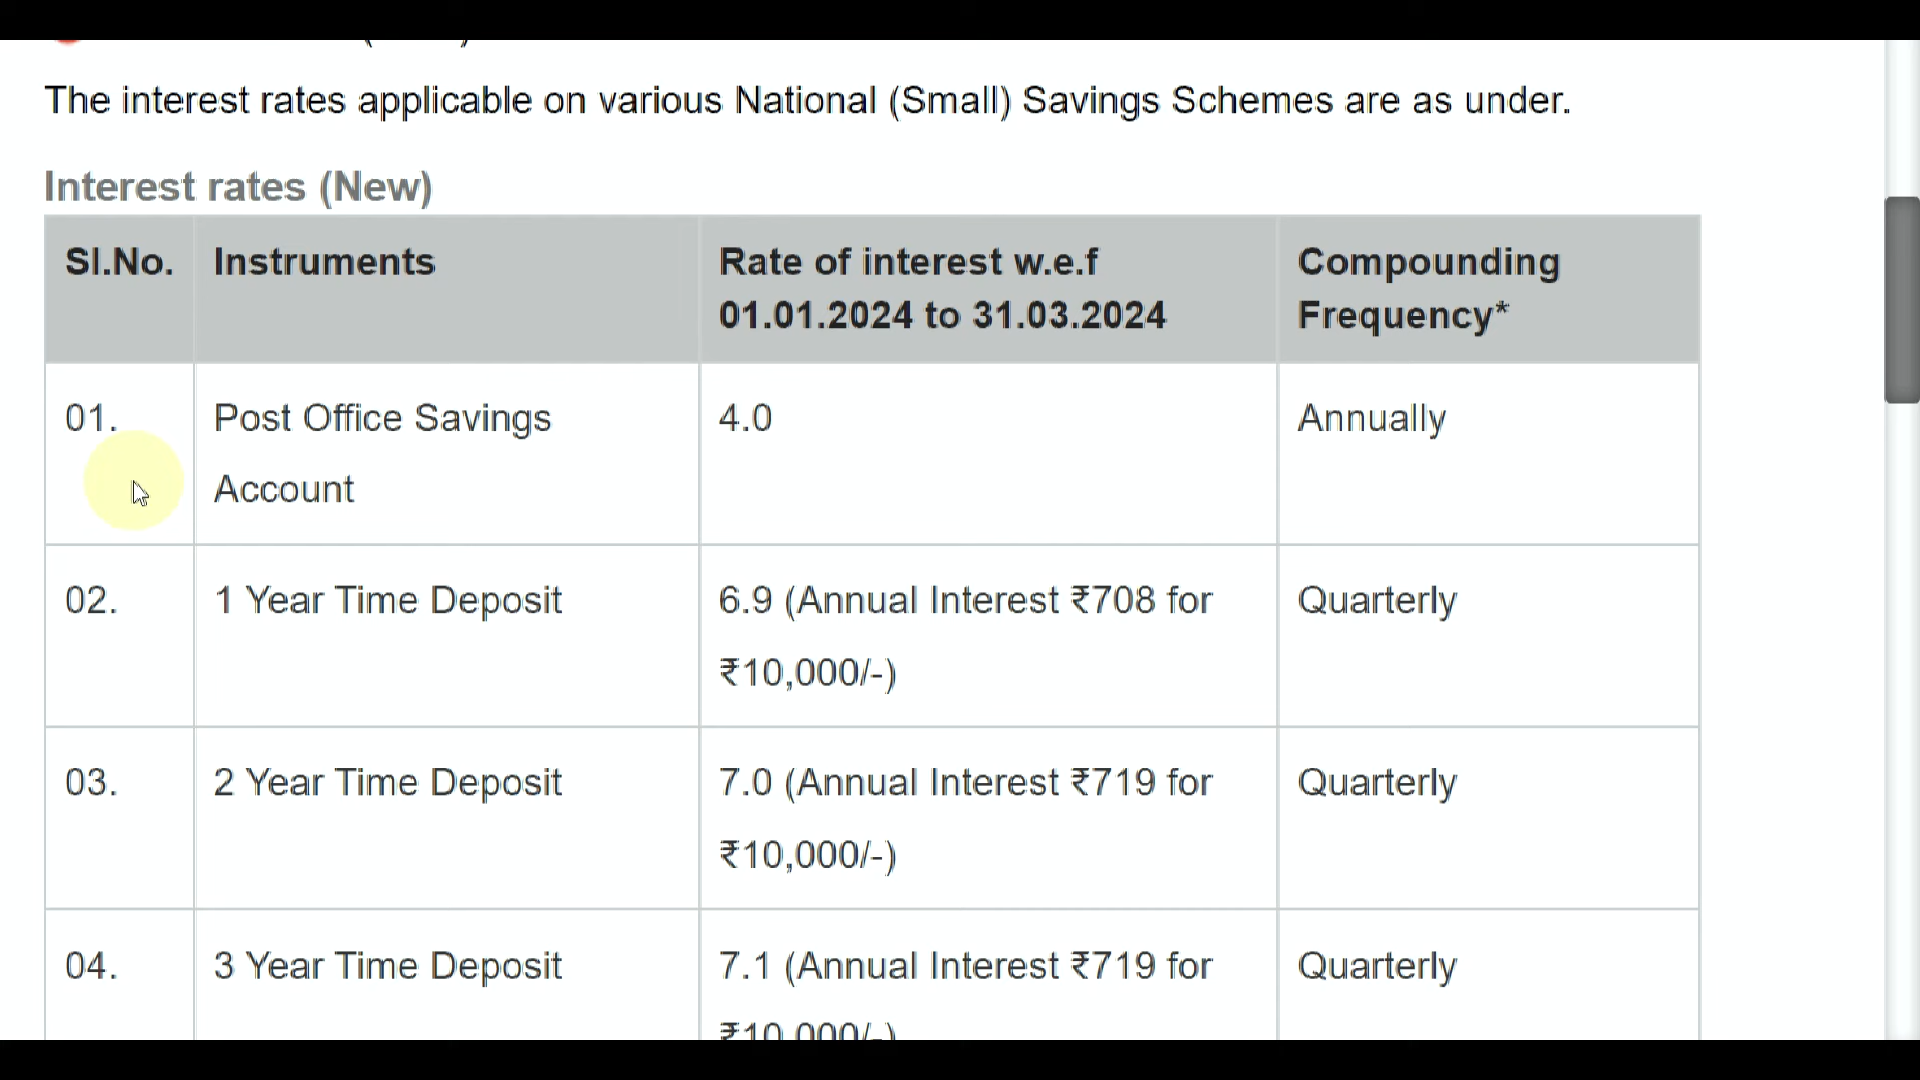 The interest rates applicable on various National (Small) Savings Schemes are as under.
Interest rates (New)
Sl.No. Instruments Rate of interest w.e.f 01.01.2024 to 31.03.2024 Compounding Frequency*
01. Post Office Savings Account 4.0 Annually
02. 1 Year Time Deposit 6.9 (Annual Interest ₹708 for ₹10,000/-) Quarterly
03. 2 Year Time Deposit 7.0 (Annual Interest ₹719 for ₹10,000/-) Quarterly
04. 3 Year Time Deposit 7.1 (Annual Interest ₹719 for ₹10,000/-) Quarterly